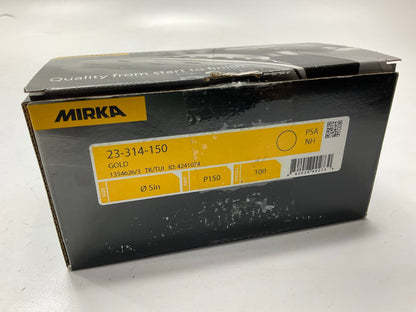 Quality from start to finish
MIRKA
23-314-150
GOLD
1354626/3 TK/TUI ID: 4241074
PSA
NH
Ø 5in
P150
100